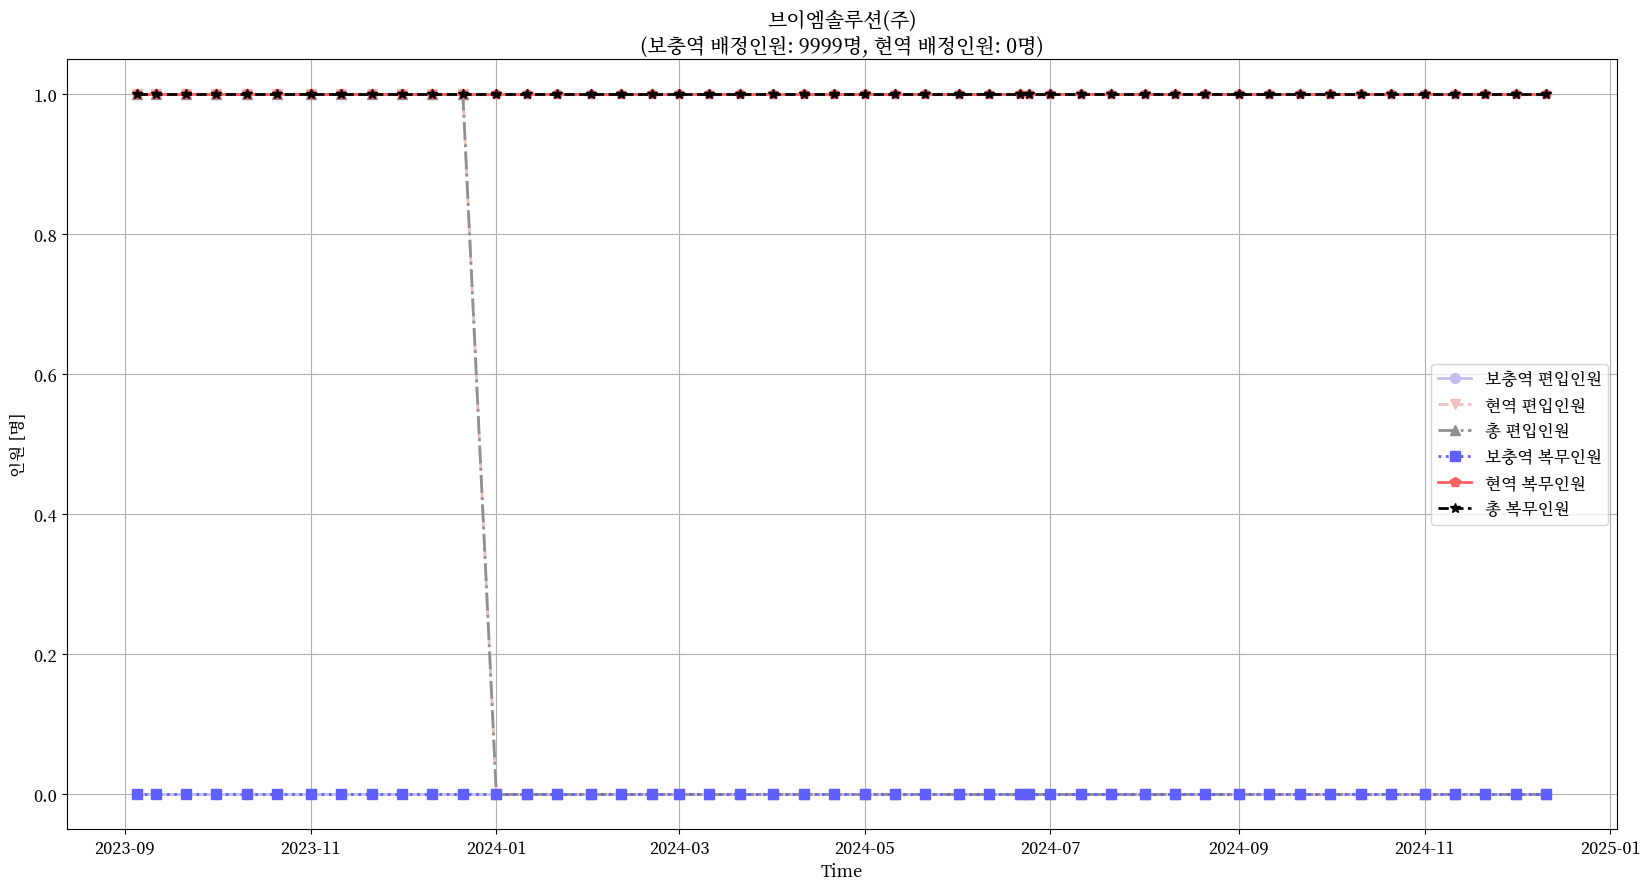 브이엠솔루션(주)
(보충역 배정인원: 9999명, 현역 배정인원: 0명)
1.0
0.8
0.6
0.4
0.2
0.0
인원 [명]
보충역 편입인원
현역 편입인원
총 편입인원
보충역 복무인원
현역 복무인원
총 복무인원
2023-09 2023-11 2024-01 2024-03 2024-05 2024-07 2024-09 2024-11 2025-01
Time